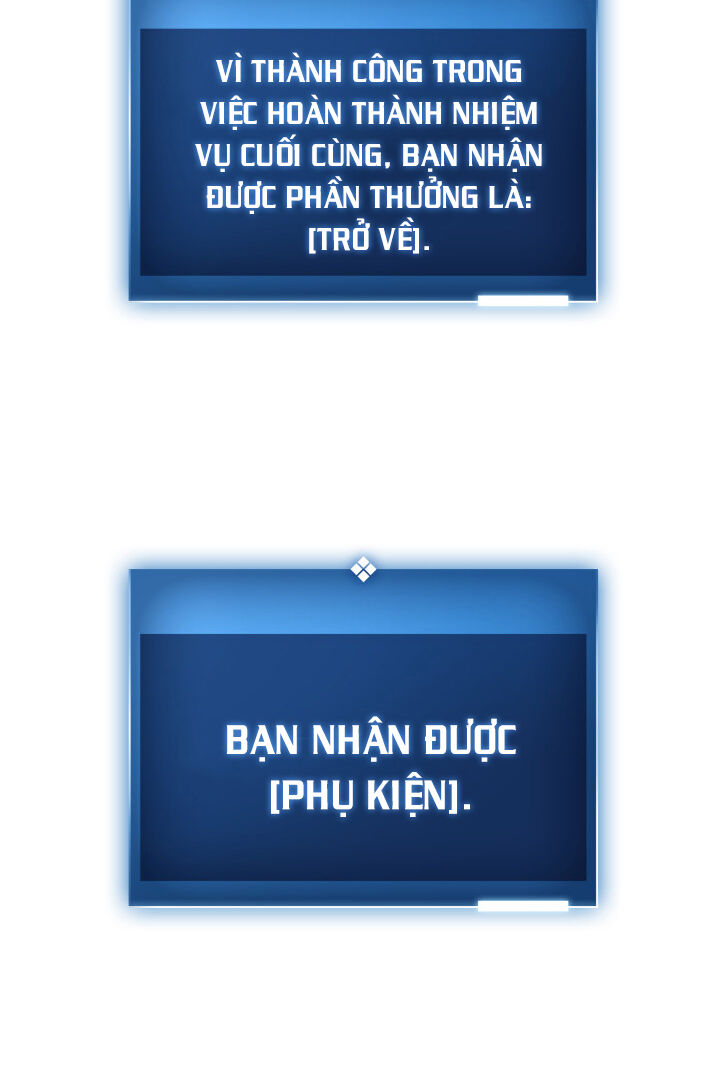 VÌ THÀNH CÔNG TRONG
VIỆC HOÀN THÀNH NHIỆM
VỤ CUỐI CÙNG, BẠN NHẬN
ĐƯỢC PHẦN THƯỞNG LÀ:
[TRỞ VỀ].
BẠN NHẬN ĐƯỢC
[PHỤ KIỆN].